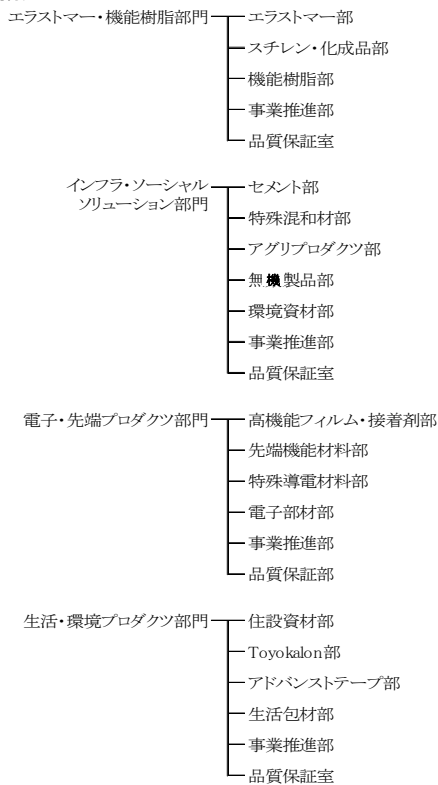 エラストマー・機能樹脂部門
エラストマー部
スチレン・化成品部
機能樹脂部
事業推進部
品質保証室
インフラ・ソーシャル
ソリューション部門
セメント部
特殊混和材部
アグリプロダクツ部
無機製品部
環境資材部
事業推進部
品質保証室
電子・先端プロダクツ部門
高機能フィルム・接着剤部
先端機能材料部
特殊導電材料部
電子部材部
事業推進部
品質保証部
生活・環境プロダクツ部門
住設資材部
Toyokalon部
アドバンストテープ部
生活包材部
事業推進部
品質保証室